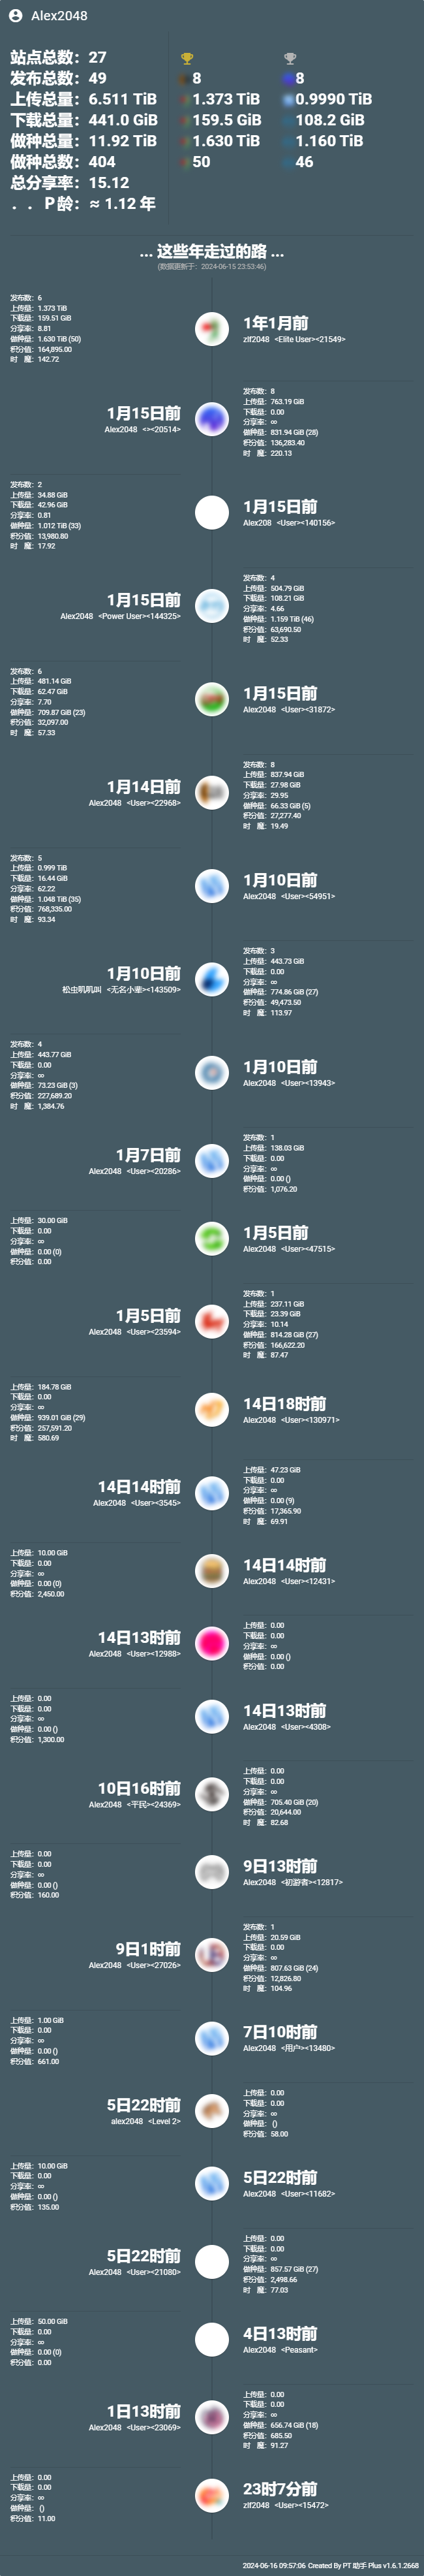 Alex2048
站点总数：27
发布总数：49
8
8
上传总量：6.511 TiB
1.373 TiB
0.9990 TiB
下载总量：441.0 GiB
159.5 GiB
108.2 GiB
做种总量：11.92 TiB
1.630 TiB
1.160 TiB
做种总数：404
50
46
总分享率：15.12
．．P龄：≈ 1.12 年
... 这些年走过的路 ...
(数据更新于：2024-06-15 23:53:46)
发布数：6
上传量：1.373 TiB
下载量：159.51 GiB
分享率：8.81
做种量：1.630 TiB (50)
积分值：164,895.00
时　魔：142.72
1年1月前
zlf2048 <Elite User><21549>
发布数：8
上传量：763.19 GiB
下载量：0.00
分享率：∞
做种量：831.94 GiB (28)
积分值：136,283.40
时　魔：220.13
1月15日前
Alex2048 <><20514>
发布数：2
上传量：34.88 GiB
下载量：42.96 GiB
分享率：0.81
做种量：1.012 TiB (33)
积分值：13,980.80
时　魔：17.92
1月15日前
Alex208 <User><140156>
发布数：4
上传量：504.79 GiB
下载量：108.21 GiB
分享率：4.66
做种量：1.159 TiB (46)
积分值：63,690.50
时　魔：52.33
1月15日前
Alex2048 <Power User><144325>
发布数：6
上传量：481.14 GiB
下载量：62.47 GiB
分享率：7.70
做种量：709.87 GiB (23)
积分值：32,097.00
时　魔：57.33
1月15日前
Alex2048 <User><31872>
发布数：8
上传量：837.94 GiB
下载量：27.98 GiB
分享率：29.95
做种量：66.33 GiB (5)
积分值：27,277.40
时　魔：19.49
1月14日前
Alex2048 <User><22968>
发布数：5
上传量：0.999 TiB
下载量：16.44 GiB
分享率：62.22
做种量：1.048 TiB (35)
积分值：768,335.00
时　魔：93.34
1月10日前
Alex2048 <User><54951>
发布数：3
上传量：443.73 GiB
下载量：0.00
分享率：∞
做种量：774.86 GiB (27)
积分值：49,473.50
时　魔：113.97
1月10日前
松虫叽叽叫 <无名小辈><143509>
发布数：4
上传量：443.77 GiB
下载量：0.00
分享率：∞
做种量：73.23 GiB (3)
积分值：227,689.20
时　魔：1,384.76
1月10日前
Alex2048 <User><13943>
发布数：1
上传量：138.03 GiB
下载量：0.00
分享率：∞
做种量：0.00 ()
积分值：1,076.20
1月7日前
Alex2048 <User><20286>
上传量：30.00 GiB
下载量：0.00
分享率：∞
做种量：0.00 (0)
积分值：0.00
1月5日前
Alex2048 <User><47515>
发布数：1
上传量：237.11 GiB
下载量：23.39 GiB
分享率：10.14
做种量：814.28 GiB (27)
积分值：166,622.20
时　魔：87.47
1月5日前
Alex2048 <User><23594>
上传量：184.78 GiB
下载量：0.00
分享率：∞
做种量：939.01 GiB (29)
积分值：257,591.20
时　魔：580.69
14日18时前
Alex2048 <User><130971>
上传量：47.23 GiB
下载量：0.00
分享率：∞
做种量：0.00 (9)
积分值：17,365.90
时　魔：69.91
14日14时前
Alex2048 <User><3545>
上传量：10.00 GiB
下载量：0.00
分享率：∞
做种量：0.00 (0)
积分值：2,450.00
14日14时前
Alex2048 <User><12431>
上传量：0.00
下载量：0.00
分享率：∞
做种量：0.00 ()
积分值：0.00
14日13时前
Alex2048 <User><12988>
上传量：0.00
下载量：0.00
分享率：∞
做种量：0.00 ()
积分值：1,300.00
14日13时前
Alex2048 <User><4308>
上传量：0.00
下载量：0.00
分享率：∞
做种量：705.40 GiB (20)
积分值：20,644.00
时　魔：82.68
10日16时前
Alex2048 <平民><24369>
上传量：0.00
下载量：0.00
分享率：∞
做种量：0.00 ()
积分值：160.00
9日13时前
Alex2048 <初游者><12817>
发布数：1
上传量：20.59 GiB
下载量：0.00
分享率：∞
做种量：807.63 GiB (24)
积分值：12,826.80
时　魔：104.96
9日1时前
Alex2048 <User><27026>
上传量：1.00 GiB
下载量：0.00
分享率：∞
做种量：0.00 ()
积分值：661.00
7日10时前
Alex2048 <用户><13480>
上传量：0.00
下载量：0.00
分享率：∞
做种量： ()
积分值：58.00
5日22时前
alex2048 <Level 2>
上传量：10.00 GiB
下载量：0.00
分享率：∞
做种量：0.00 ()
积分值：135.00
5日22时前
Alex2048 <User><11682>
上传量：0.00
下载量：0.00
分享率：∞
做种量：857.57 GiB (27)
积分值：2,498.66
时　魔：77.03
5日22时前
Alex2048 <User><21080>
上传量：50.00 GiB
下载量：0.00
分享率：∞
做种量：0.00 (0)
积分值：0.00
4日13时前
Alex2048 <Peasant>
上传量：0.00
下载量：0.00
分享率：∞
做种量：656.74 GiB (18)
积分值：685.50
时　魔：91.27
1日13时前
Alex2048 <User><23069>
上传量：0.00
下载量：0.00
分享率：∞
做种量： ()
积分值：11.00
23时7分前
zlf2048 <User><15472>
2024-06-16 09:57:06 Created By PT 助手 Plus v1.6.1.2668